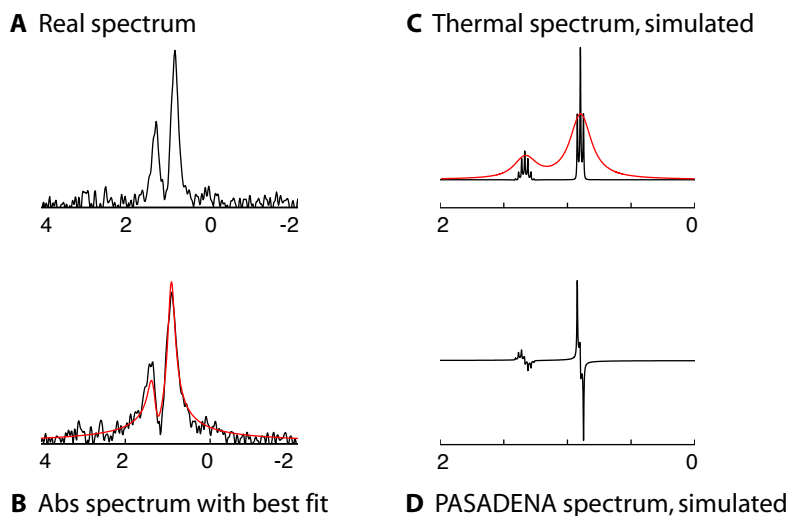 A Real spectrum
4 2 0 -2
B Abs spectrum with best fit
4 2 0 -2
C Thermal spectrum, simulated
2 0
D PASADENA spectrum, simulated
2 0